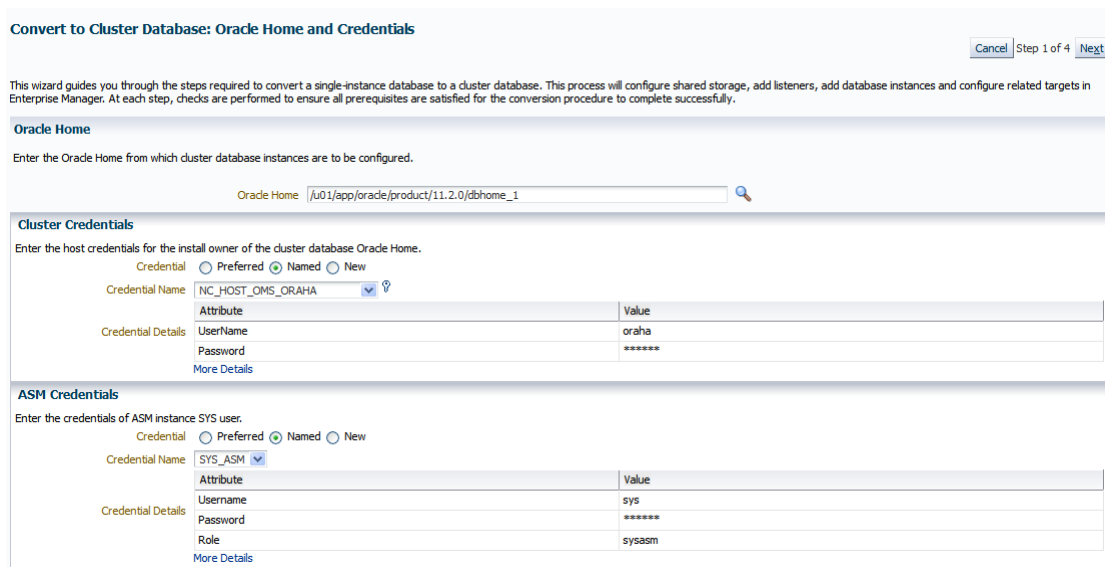 Convert to Cluster Database: Oracle Home and Credentials
Cancel Step 1 of 4 Next
This wizard guides you through the steps required to convert a single-instance database to a cluster database. This process will configure shared storage, add listeners, add database instances and configure related targets in
Enterprise Manager. At each step, checks are performed to ensure all prerequisites are satisfied for the conversion procedure to complete successfully.
Oracle Home
Enter the Oracle Home from which cluster database instances are to be configured.
Oracle Home /u01/app/oracle/product/11.2.0/dbhome_1
Cluster Credentials
Enter the host credentials for the install owner of the cluster database Oracle Home.
Credential Preferred Named New
Credential Name NC_HOST_OMS_ORAHA
Attribute Value
Credential Details UserName oraha
Password ******
More Details
ASM Credentials
Enter the credentials of ASM instance SYS user.
Credential Preferred Named New
Credential Name SYS_ASM
Attribute Value
Username sys
Credential Details
Password ******
Role sysasm
More Details